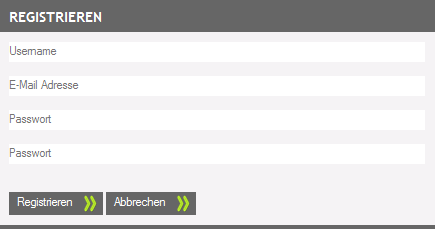 REGISTRIEREN
Username
E-Mail Adresse
Passwort
Passwort
Registrieren
Abbrechen